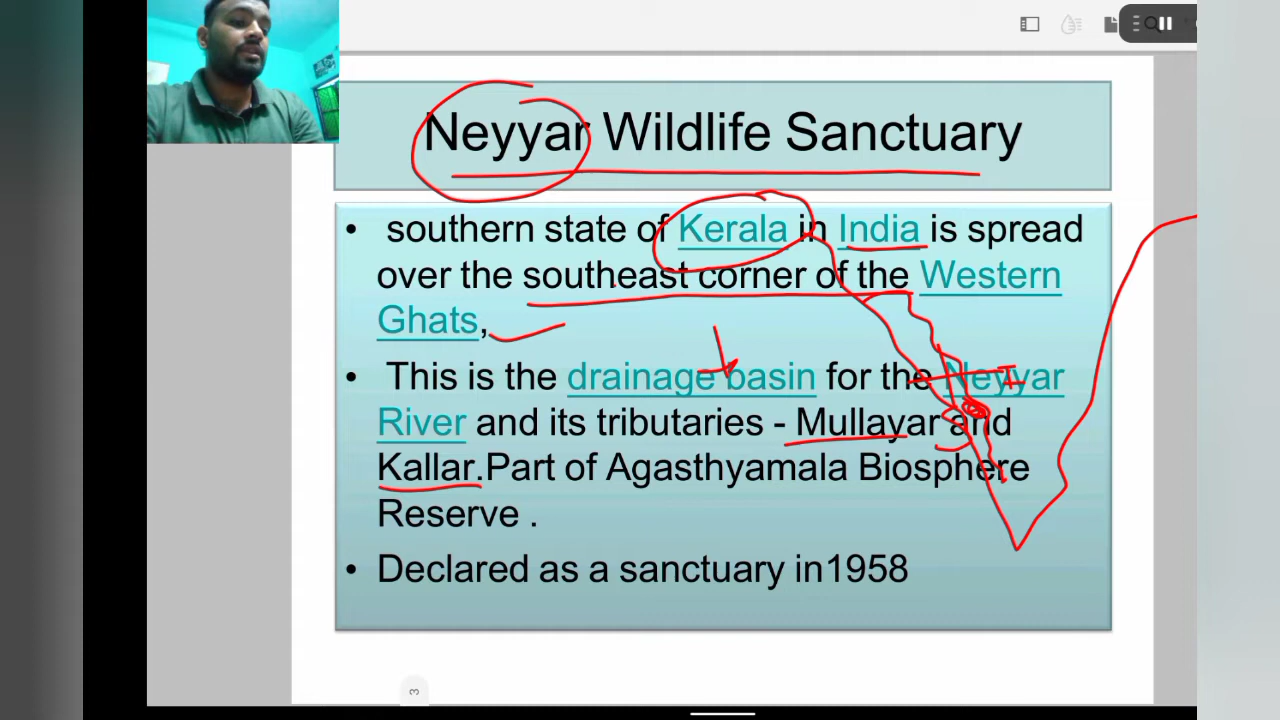 Neyyar Wildlife Sanctuary
• southern state of Kerala in India is spread
over the southeast corner of the Western
Ghats,
• This is the drainage basin for the Neyyar
River and its tributaries - Mullayar and
Kallar.Part of Agasthyamala Biosphere
Reserve .
• Declared as a sanctuary in1958
3